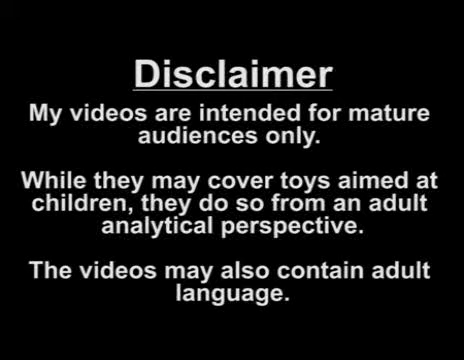 Disclaimer
My videos are intended for mature
audiences only.
While they may cover toys aimed at
children, they do so from an adult
analytical perspective.
The videos may also contain adult
language.